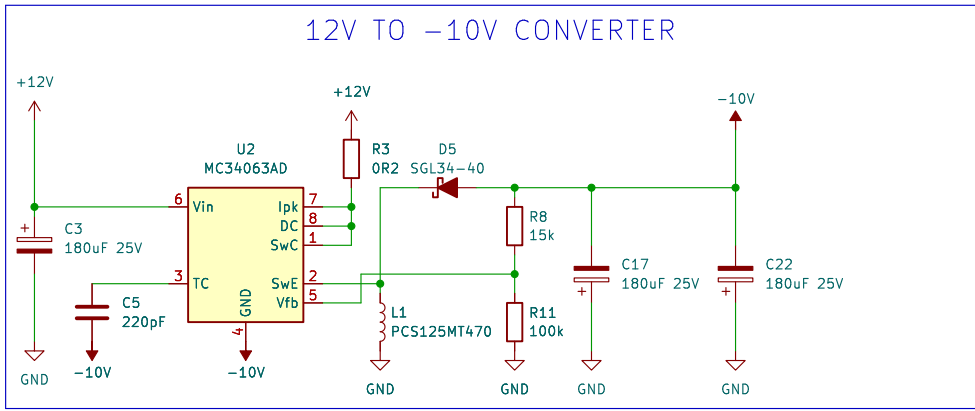 12V TO -10V CONVERTER
+12V
+12V
-10V
U2
MC34063AD
R3
0R2
D5
SGL34-40
6
Vin
Ipk
7
DC
8
SwC
1
3
TC
SwE
2
Vfb
5
GND
4
C3
180uF 25V
C5
220pF
R8
15k
R11
100k
L1
PCS125MT470
C17
180uF 25V
C22
180uF 25V
+
+
+
GND
-10V
-10V
GND
GND
GND
GND